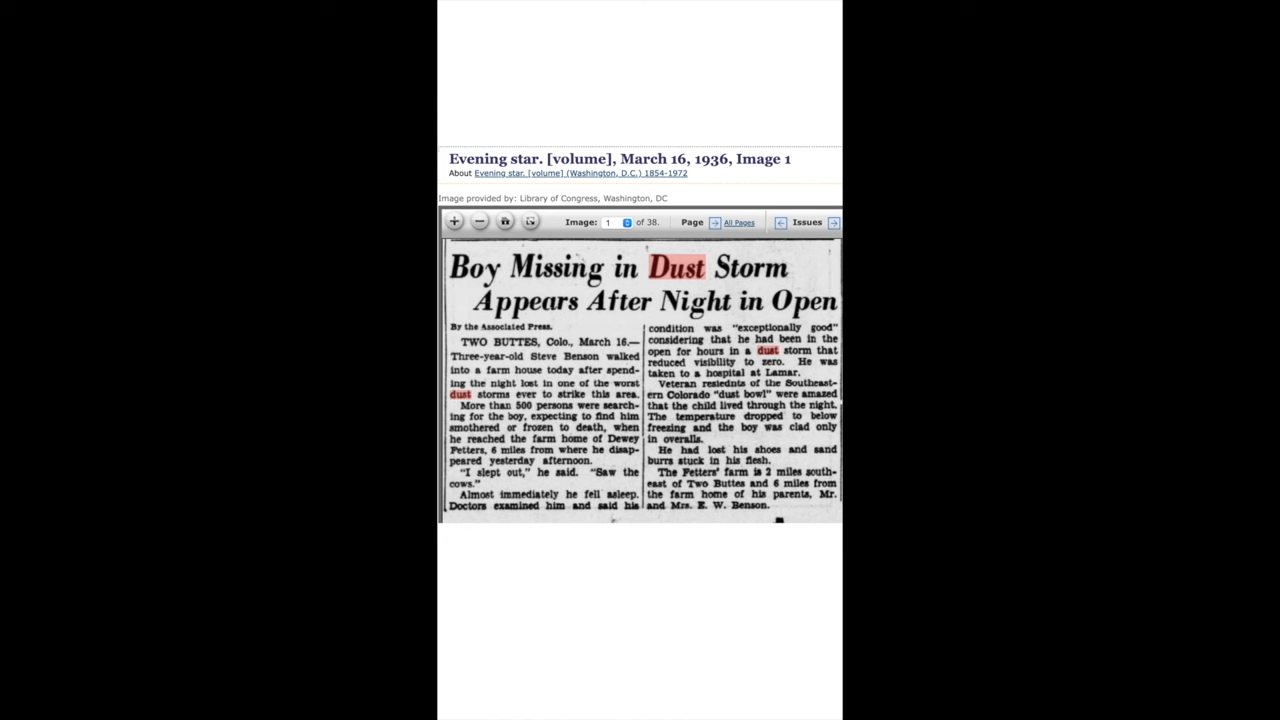 Evening star. [volume], March 16, 1936, Image 1
About Evening star. [volume] (Washington, D.C.) 1854-1972
Image provided by: Library of Congress, Washington, DC
Image: 1 of 38. Page All Pages Issues
Boy Missing in Dust Storm
Appears After Night in Open
By the Associated Press.
TWO BUTTES, Colo., March 16.—
Three-year-old Steve Benson walked
into a farm house today after spend-
ing the night lost in one of the worst
dust storms ever to strike this area.
More than 500 persons were search-
ing for the boy, expecting to find him
smothered or frozen to death, when
he reached the farm home of Dewey
Fetters, 6 miles from where he disap-
peared yesterday afternoon.
"I slept out," he said. "Saw the
cows."
Almost immediately he fell asleep.
Doctors examined him and said his
condition was "exceptionally good"
considering that he had been in the
open for hours in a dust storm that
reduced visibility to zero. He was
taken to a hospital at Lamar.
Veteran resiednts of the Southeast-
ern Colorado "dust bowl" were amazed
that the child lived through the night.
The temperature dropped to below
freezing and the boy was clad only
in overalls.
He had lost his shoes and sand
burrs stuck in his flesh.
The Fetters' farm is 2 miles south-
east of Two Buttes and 6 miles from
the farm home of his parents, Mr.
and Mrs. E. W. Benson.